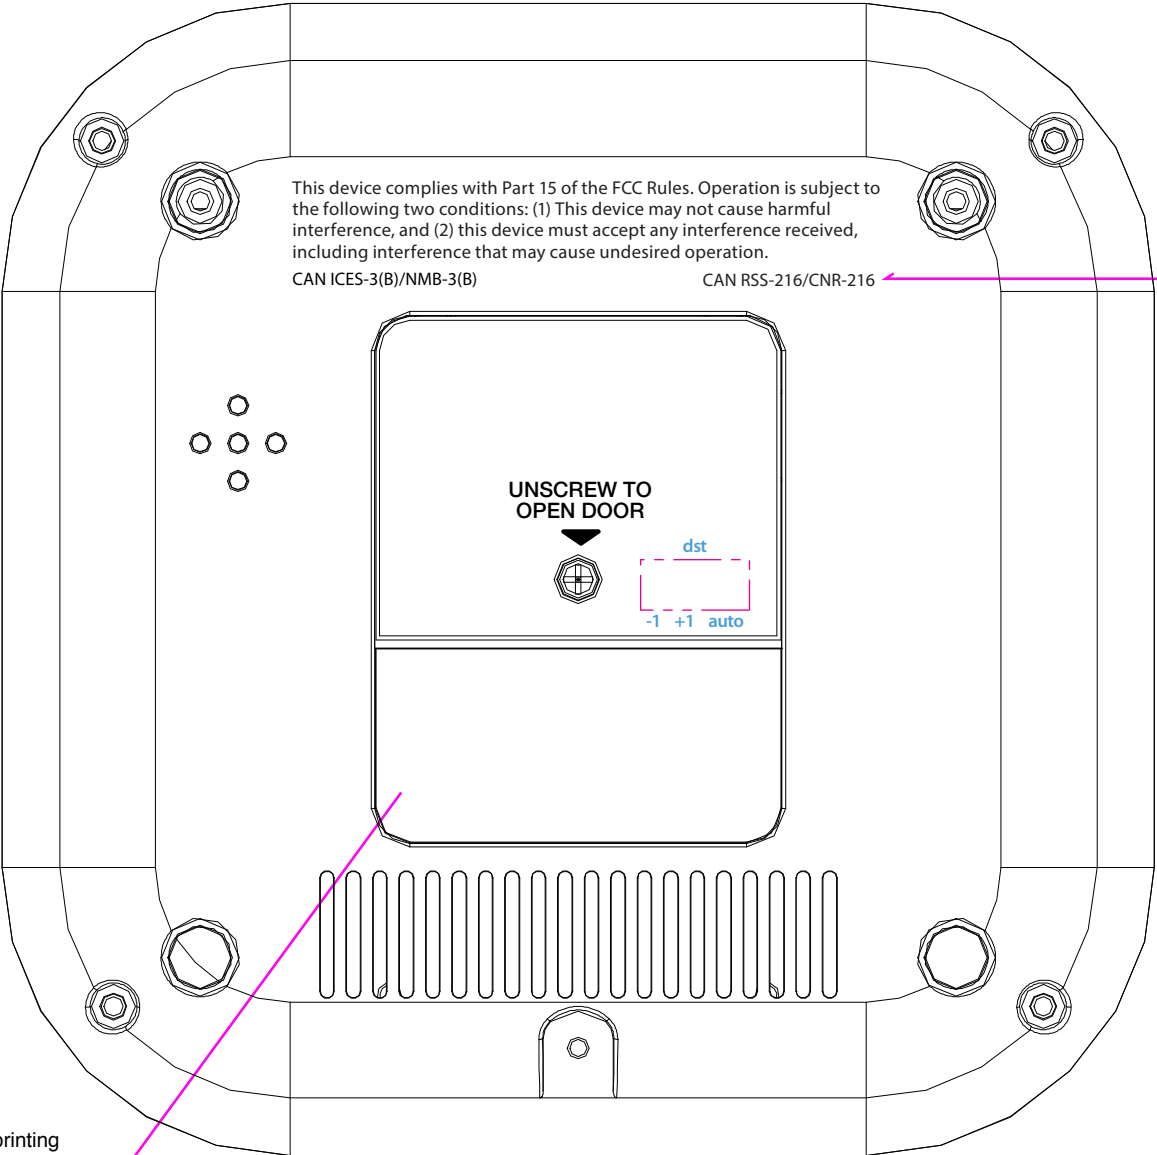 This device complies with Part 15 of the FCC Rules. Operation is subject to
the following two conditions: (1) This device may not cause harmful
interference, and (2) this device must accept any interference received,
including interference that may cause undesired operation.
CAN ICES-3(B)/NMB-3(B) CAN RSS-216/CNR-216
UNSCREW TO
OPEN DOOR
dst
-1 +1 auto
printing